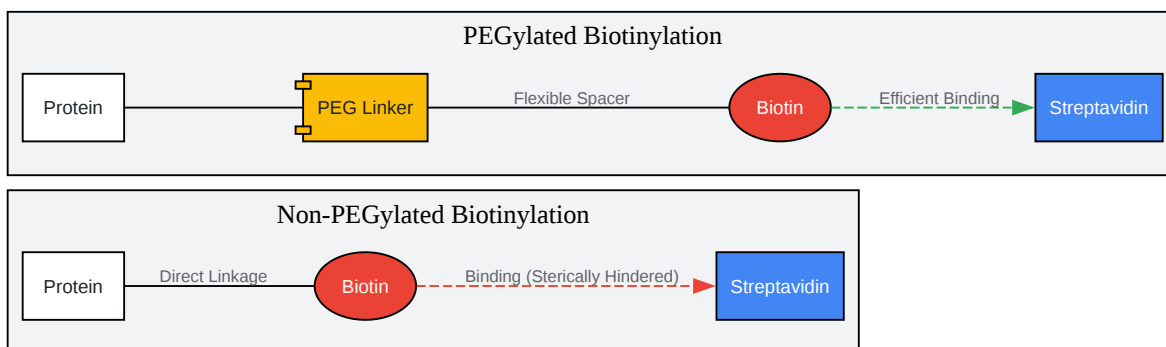 PEGylated Biotinylation
Protein
PEG Linker
Flexible Spacer
Biotin
Efficient Binding
Streptavidin
Non-PEGylated Biotinylation
Protein
Direct Linkage
Biotin
Binding (Sterically Hindered)
Streptavidin